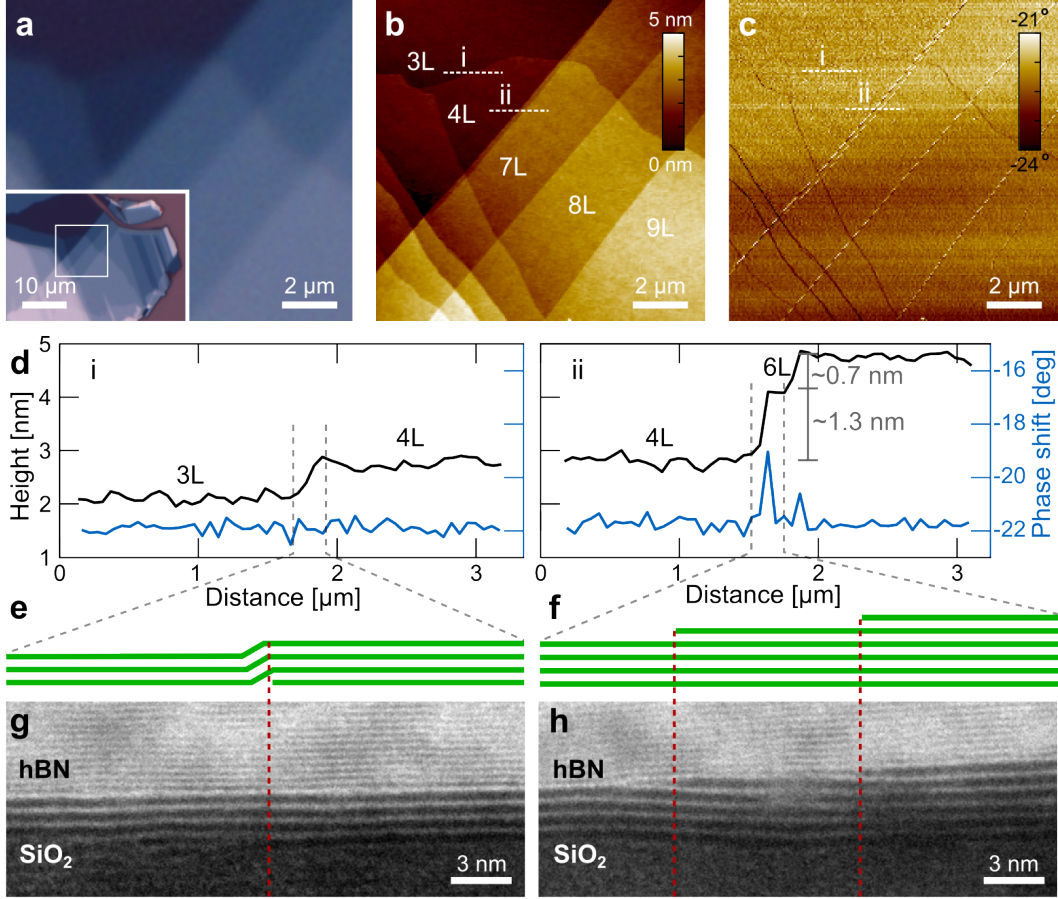 a
10 µm
2 µm
b
3L
i
ii
4L
7L
8L
9L
5 nm
0 nm
2 µm
c
i
ii
-21°
-24°
2 µm
d
i
3L
4L
Height [nm]
5
4
3
2
1
0
1
2
3
Distance [µm]
ii
4L
6L
~0.7 nm
~1.3 nm
0
1
2
3
Distance [µm]
-16
-18
-20
-22
Phase shift [deg]
e
f
g
hBN
SiO₂
3 nm
h
hBN
SiO₂
3 nm